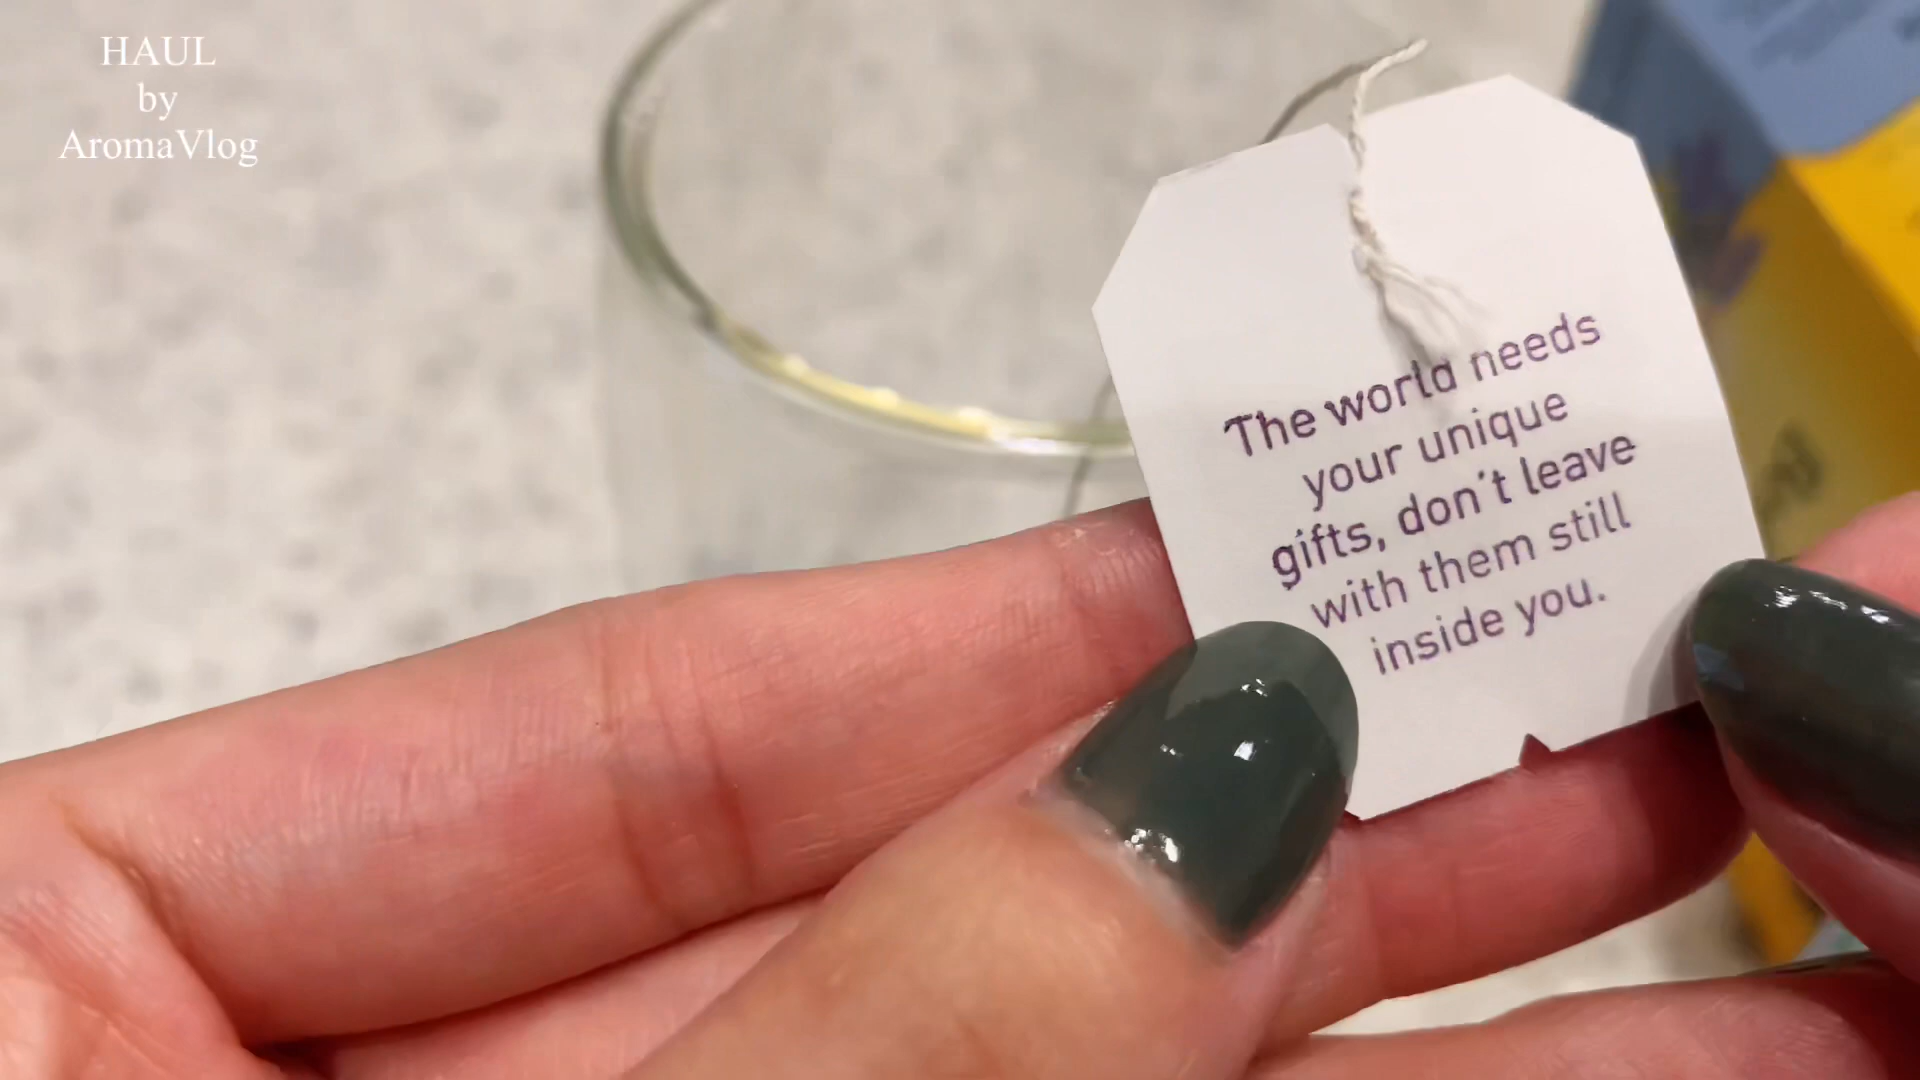 HAUL
by
AromaVlog
The world needs
your unique
gifts, don't leave
with them still
inside you.